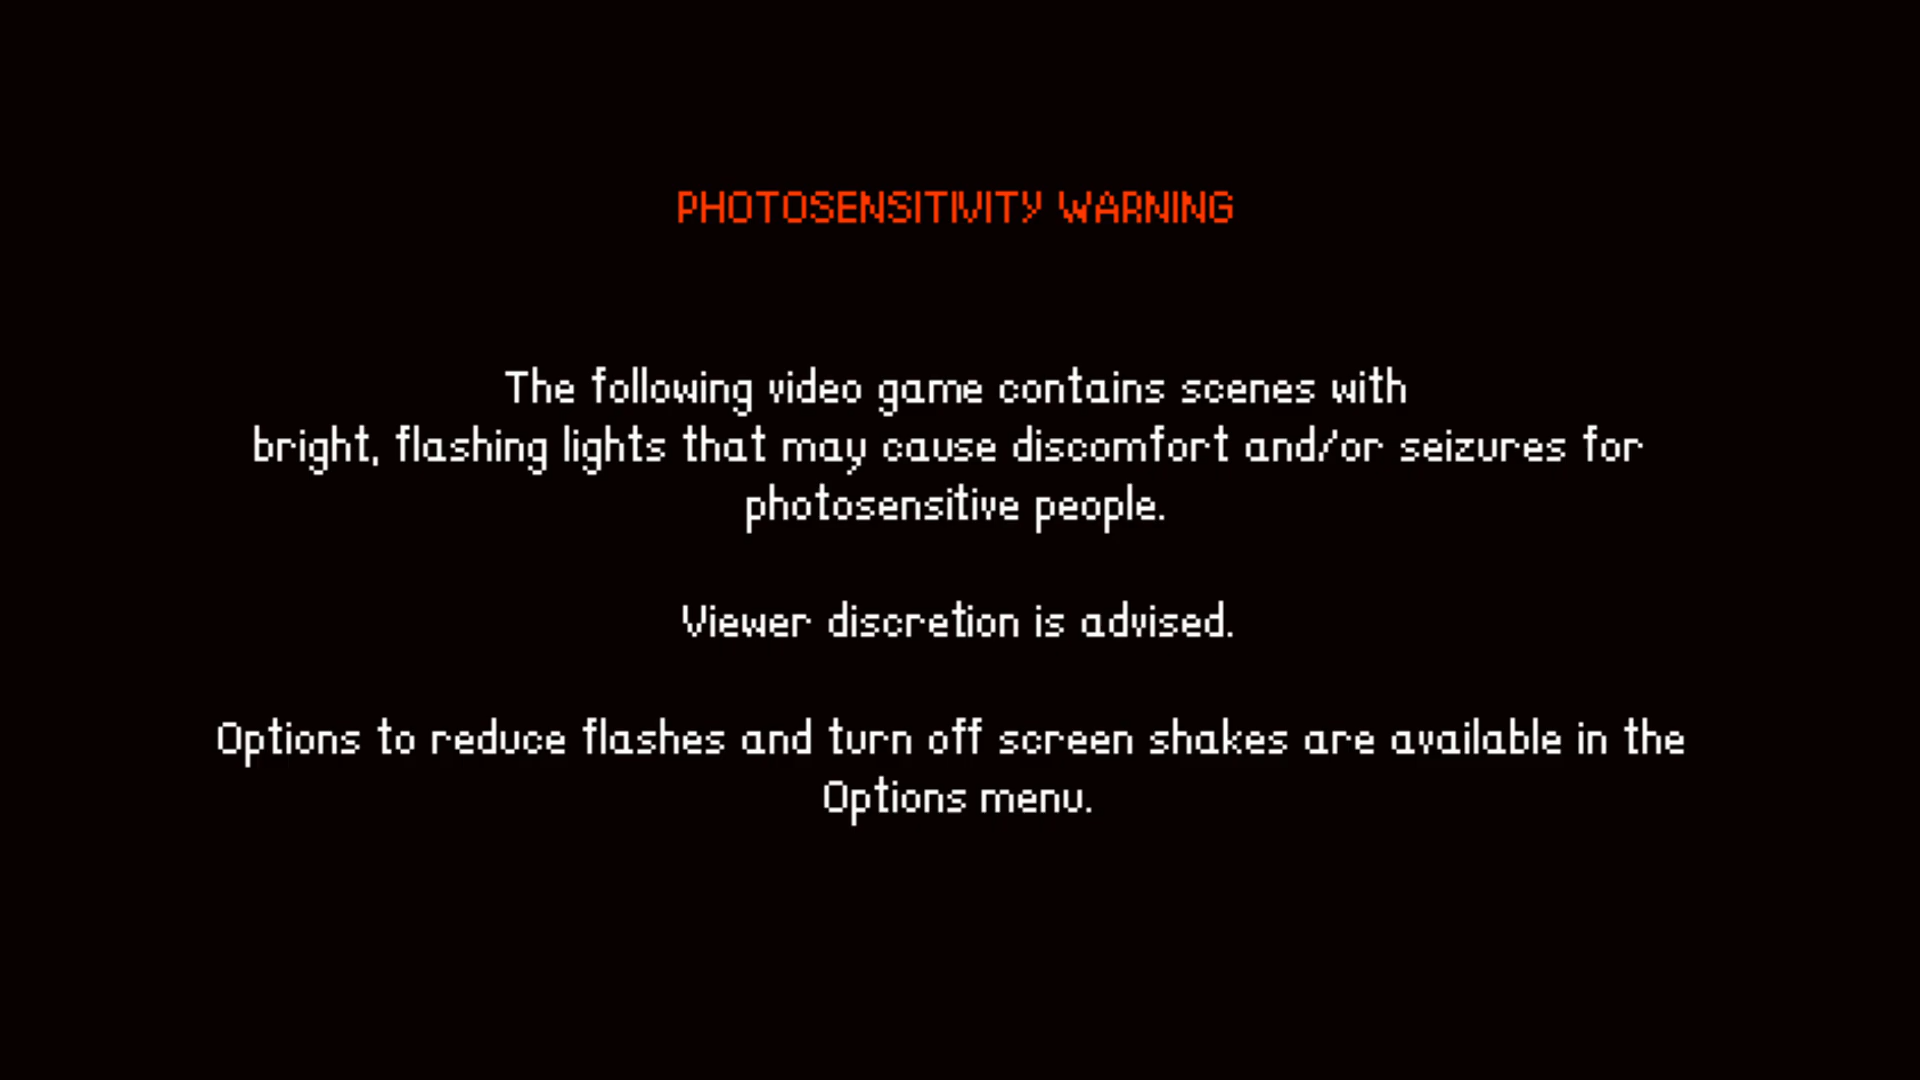 PHOTOSENSITIVITY WARNING
The following video game contains scenes with
bright, flashing lights that may cause discomfort and/or seizures for
photosensitive people.
Viewer discretion is advised.
Options to reduce flashes and turn off screen shakes are available in the
Options menu.